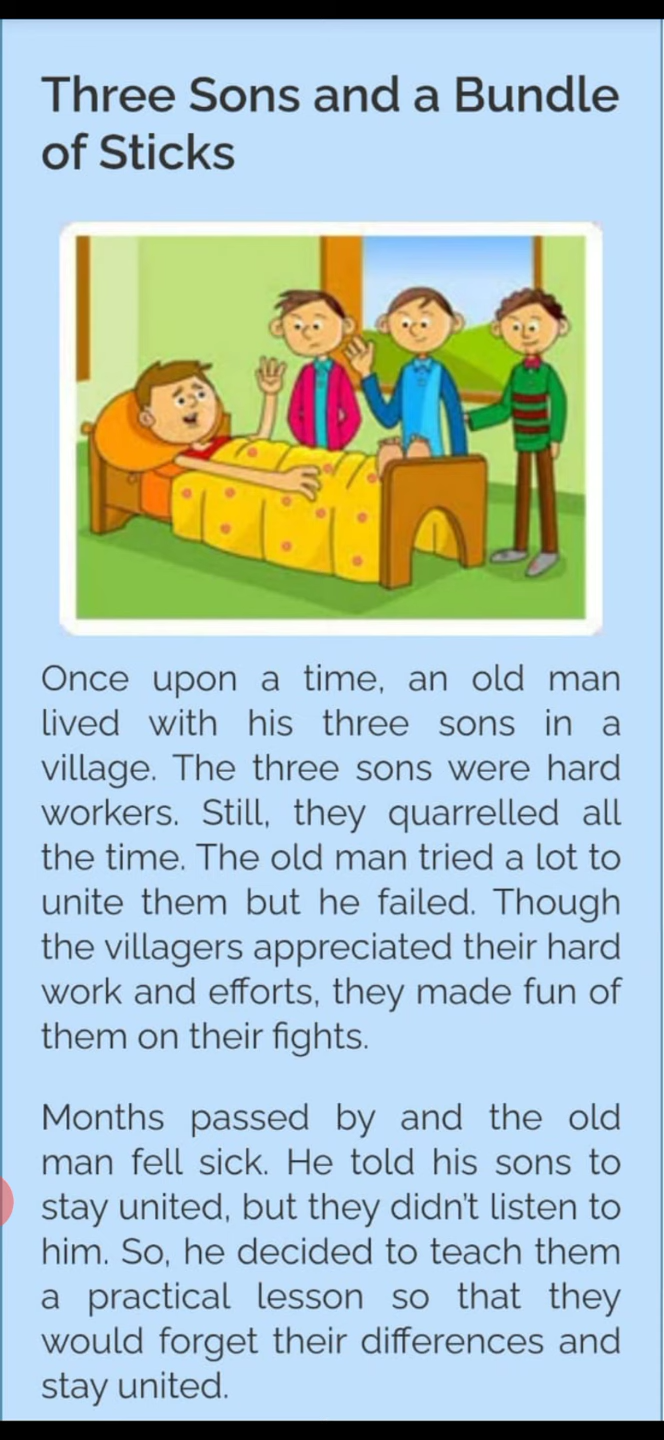 Three Sons and a Bundle
of Sticks
Once upon a time, an old man
lived with his three sons in a
village. The three sons were hard
workers. Still, they quarrelled all
the time. The old man tried a lot to
unite them but he failed. Though
the villagers appreciated their hard
work and efforts, they made fun of
them on their fights.
Months passed by and the old
man fell sick. He told his sons to
stay united, but they didn't listen to
him. So, he decided to teach them
a practical lesson so that they
would forget their differences and
stay united.